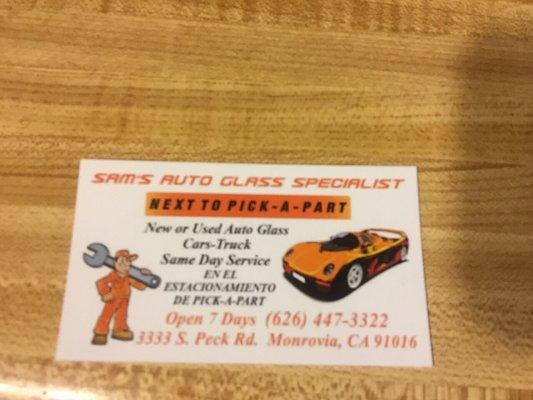 SAM'S AUTO GLASS SPECIALIST
NEXT TO PICK-A-PART
New or Used Auto Glass
Cars-Truck
Same Day Service
EN EL
ESTACIONAMIENTO
DE PICK-A-PART
Open 7 Days (626) 447-3322
3333 S. Peck Rd. Monrovia, CA 91016